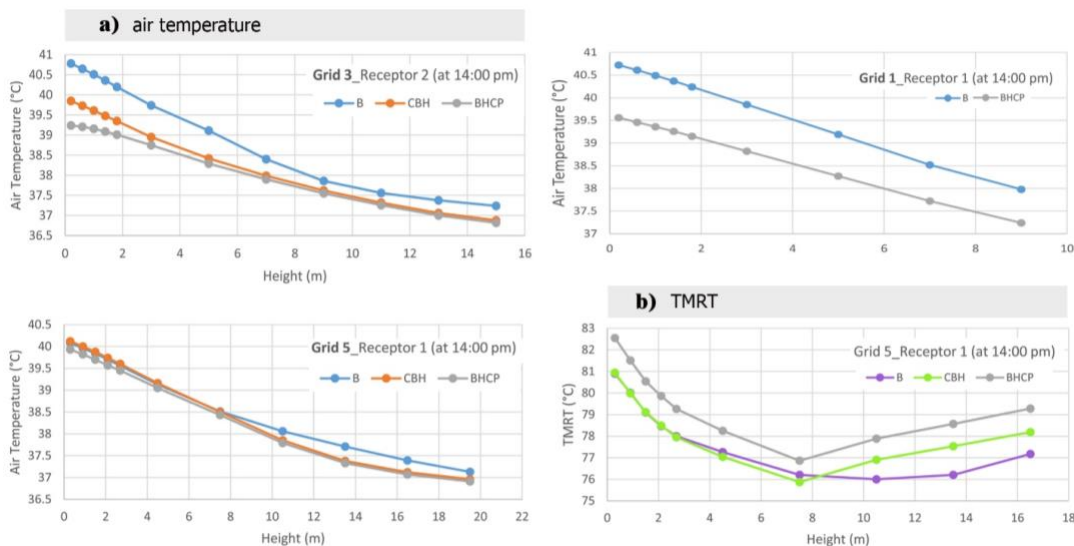 a) air temperature
Grid 3_Receptor 2 (at 14:00 pm)
B CBH BHCP
Air Temperature (°C)
41
40.5
40
39.5
39
38.5
38
37.5
37
36.5
0 2 4 6 8 10 12 14 16
Height (m)
Grid 1_Receptor 1 (at 14:00 pm)
B BHCP
Air Temperature (°C)
41
40.5
40
39.5
39
38.5
38
37.5
37
0 2 4 6 8 10
Grid 5_Receptor 1 (at 14:00 pm)
B CBH BHCP
Air Temperature (°C)
40.5
40
39.5
39
38.5
38
37.5
37
36.5
0 2 4 6 8 10 12 14 16 18 20 22
Height (m)
b) TMRT
Grid 5_Receptor 1 (at 14:00 pm)
B CBH BHCP
TMRT (°C)
83
82
81
80
79
78
77
76
75
0 2 4 6 8 10 12 14 16 18
Height (m)